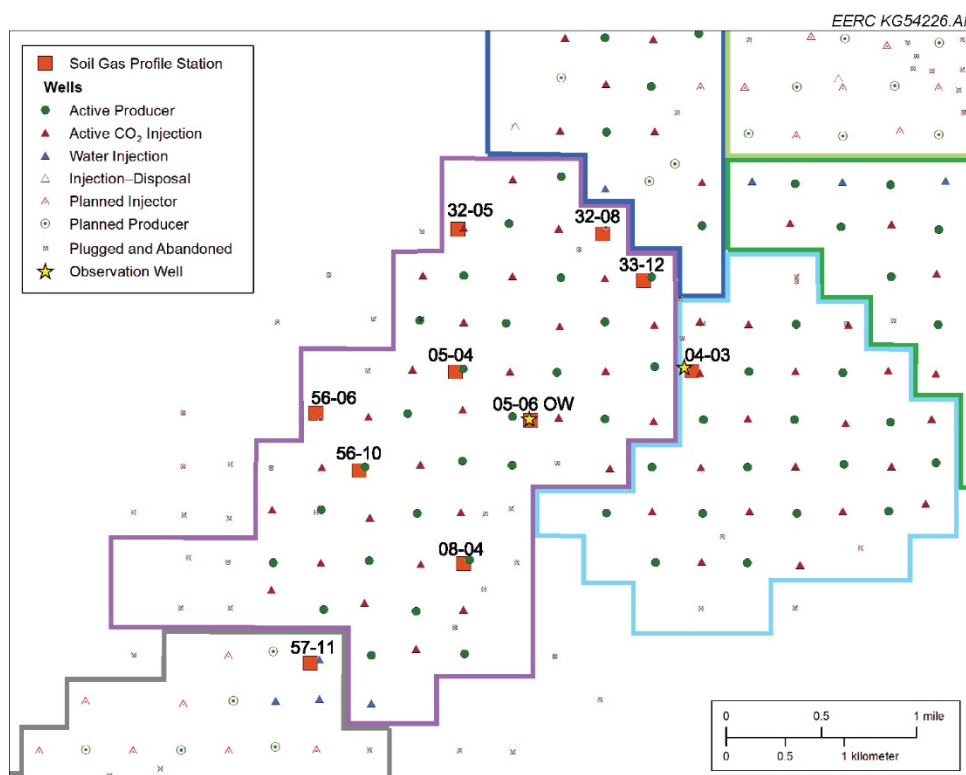 EERC KG54226.AI
Soil Gas Profile Station
Wells
Active Producer
Active CO₂ Injection
Water Injection
Injection–Disposal
Planned Injector
Planned Producer
Plugged and Abandoned
Observation Well
32-05
32-08
33-12
05-04
04-03
56-06
05-06 OW
56-10
08-04
57-11
0 0.5 1 mile
0 0.5 1 kilometer